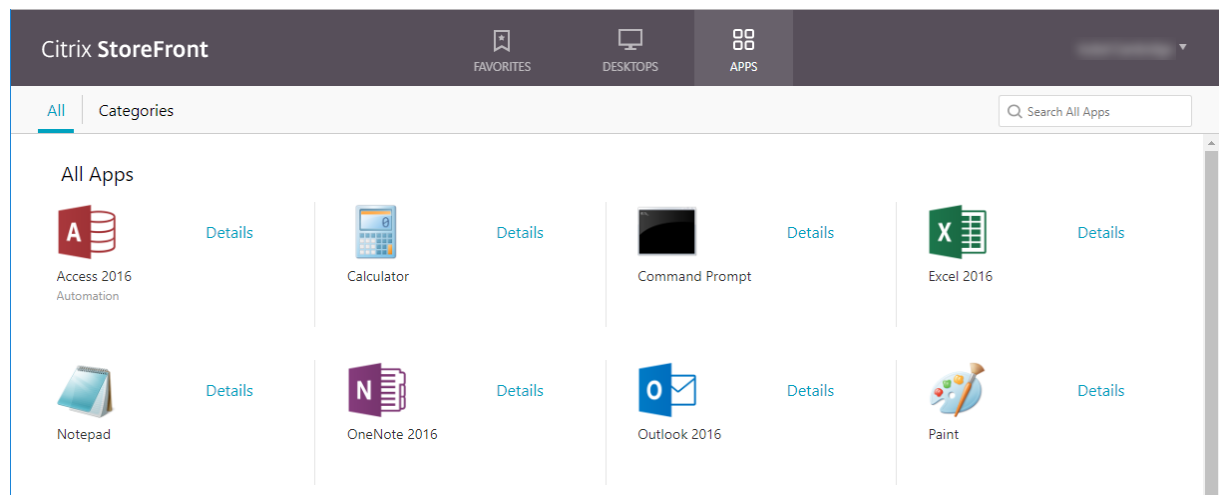 Citrix StoreFront
FAVORITES
DESKTOPS
APPS
All
Categories
Search All Apps
All Apps
Details
Details
Details
Details
Access 2016
Calculator
Command Prompt
Excel 2016
Automation
Details
Details
Details
Details
Notepad
OneNote 2016
Outlook 2016
Paint